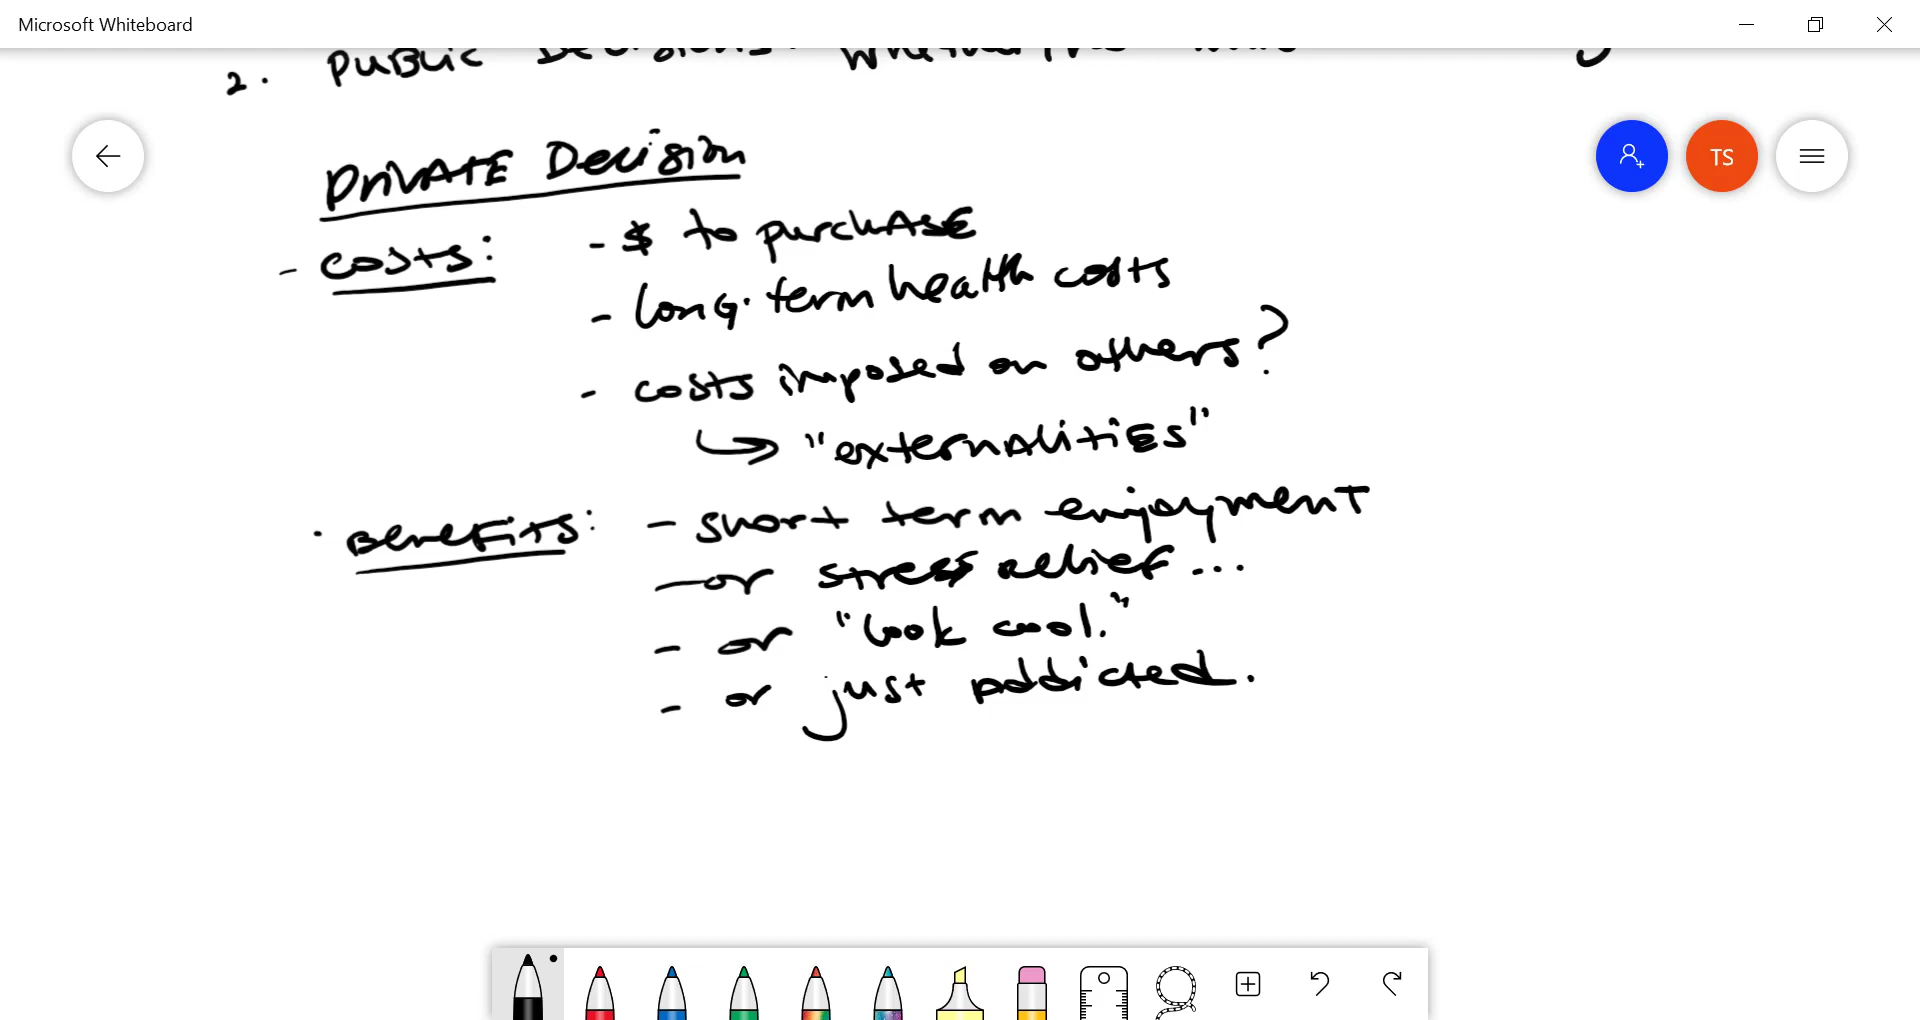 Microsoft Whiteboard
2. PUBLIC Decisions:
PRIVATE Decision
TS
- costs: - $ to purchASE
- long-term health costs
- costs imposed on others?
↪ "externAlitiEs"
· Benefits: - short term enjoyment
- or stress relief...
- or "look cool."
- or just Addicted.